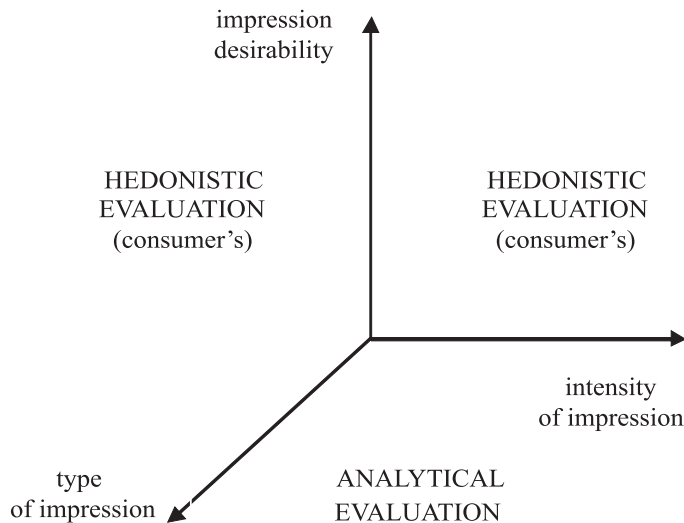 impression
desirability
HEDONISTIC
EVALUATION
(consumer’s)
HEDONISTIC
EVALUATION
(consumer’s)
intensity
of impression
type
of impression
ANALYTICAL
EVALUATION